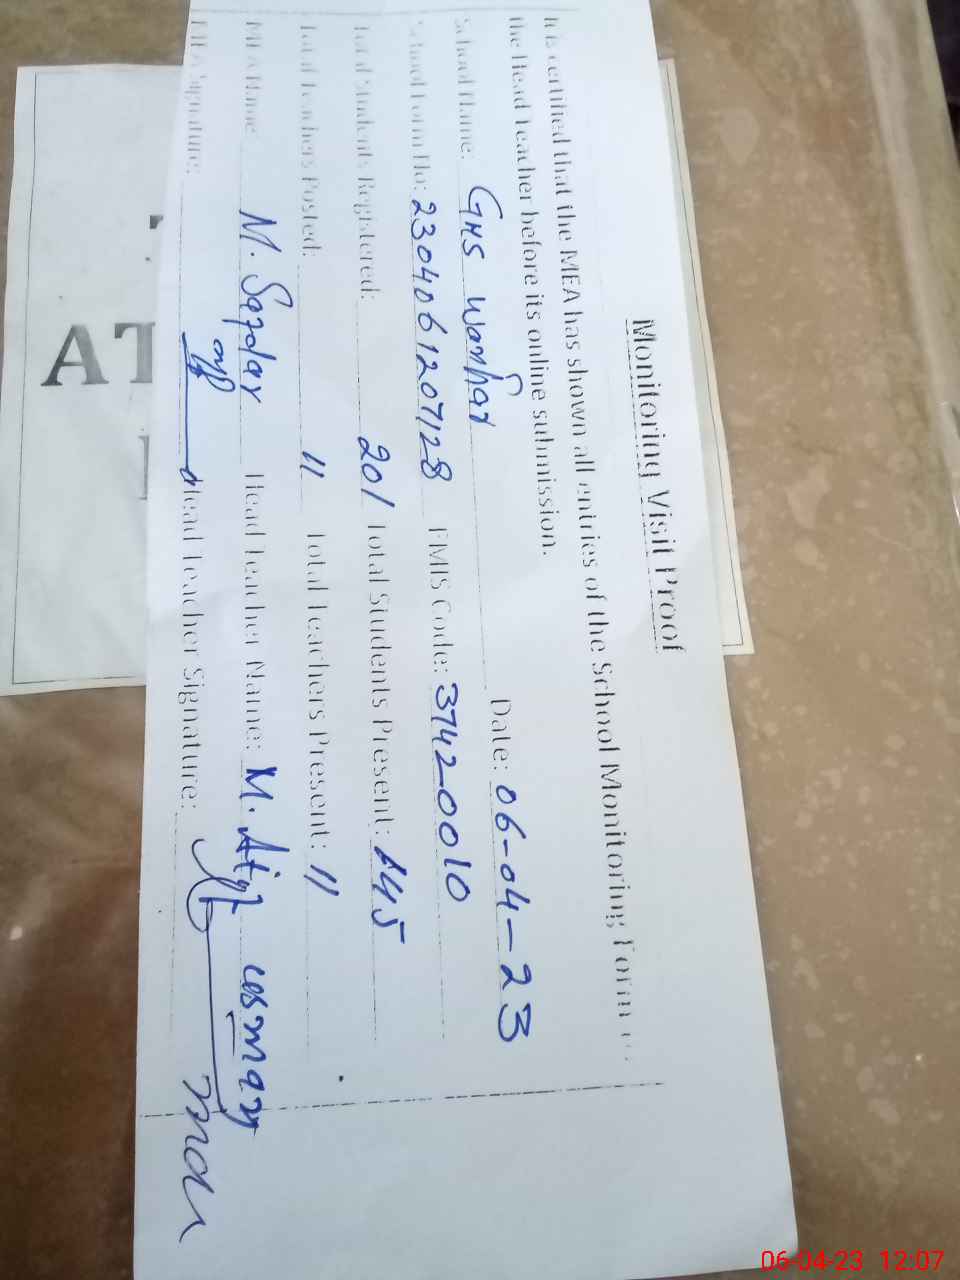 Monitoring Visit Proof
It is certified that the MEA has shown all entries of the School Monitoring Form to
the Head Teacher before its online submission.
School Name: GHS Wanhar Date: 06-04-23
School Form No: 2304061207128 EMIS Code: 37420010
Total Students Registered: 201 Total Students Present: 145
Total Teachers Posted: 11 Total Teachers Present: 11
MEA Name: M. Safdar Head Teacher Name: M. Atif usman
MEA Signature: Head Teacher Signature:
AT
06-04-23 12:07